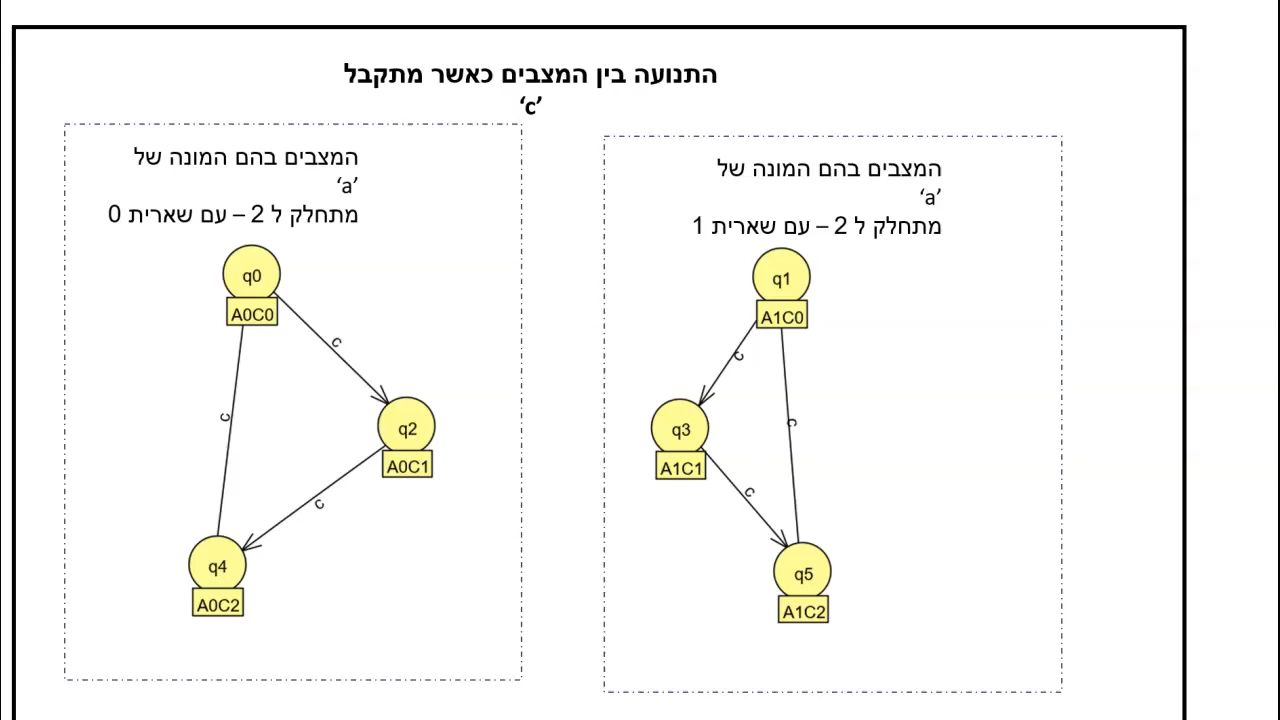 התנועה בין המצבים כאשר מתקבל
‘c’
המצבים בהם המונה של
‘a’
מתחלק ל 2 – עם שארית 0
q0
A0C0
c
c
q2
A0C1
c
q4
A0C2
המצבים בהם המונה של
‘a’
מתחלק ל 2 – עם שארית 1
q1
A1C0
c
q3
A1C1
c
c
q5
A1C2